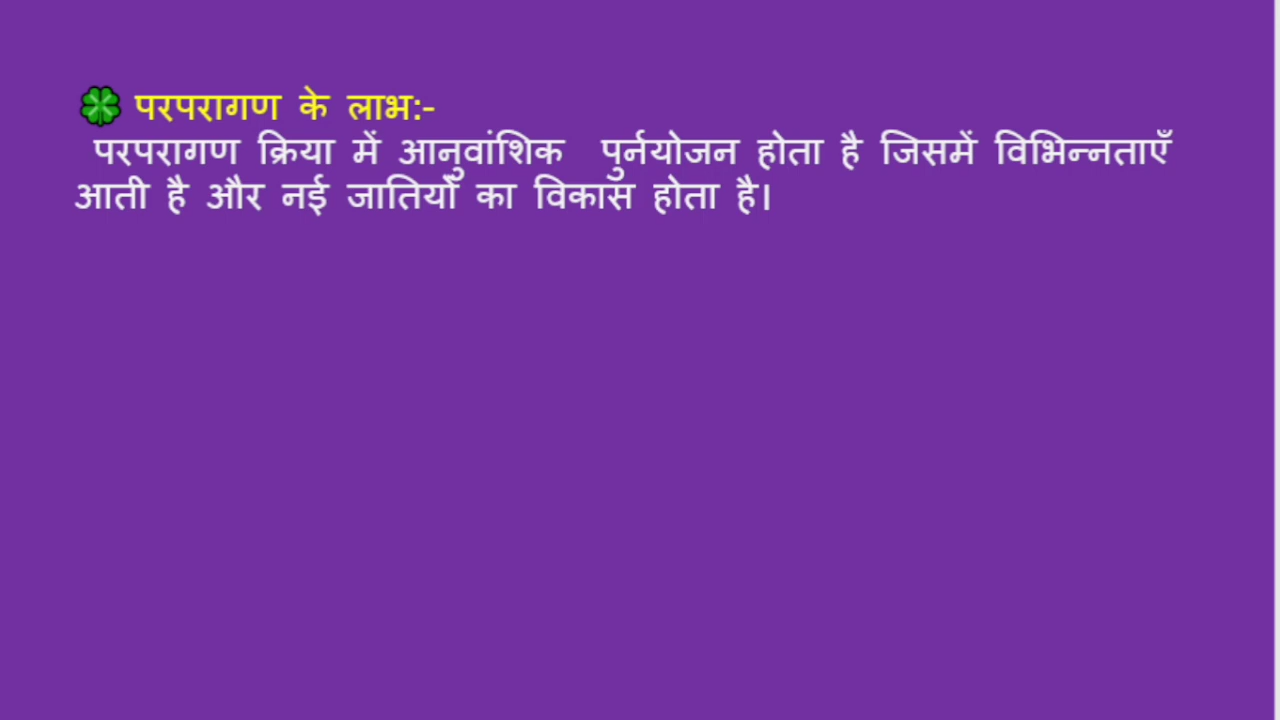 🍀 परपरागण के लाभ:-
परपरागण क्रिया में आनुवांशिक पुर्नयोजन होता है जिसमें विभिन्नताएँ
आती है और नई जातियों का विकास होता है।